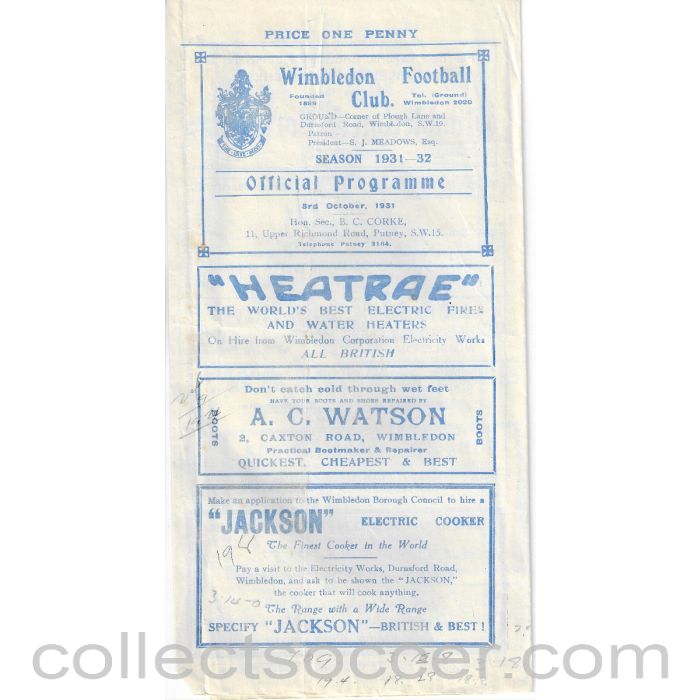 PRICE ONE PENNY
Wimbledon Football
Club.
Founded
1889
Tel. (Ground)
Wimbledon 2020
GROUND—Corner of Plough Lane and
Durnsford Road, Wimbledon, S.W.19.
Patron—
President—S. J. MEADOWS, Esq.
SEASON 1931—32
Official Programme
3rd October, 1931
Hon. Sec., B. C. CORKE,
11, Upper Richmond Road, Putney, S.W.15.
Telephone Putney 3164.
"HEATRAE"
THE WORLD'S BEST ELECTRIC FIRES
AND WATER HEATERS
On Hire from Wimbledon Corporation Electricity Works
ALL BRITISH
Don't catch cold through wet feet
HAVE YOUR BOOTS AND SHOES REPAIRED BY
A. C. WATSON
2, CAXTON ROAD, WIMBLEDON
Practical Bootmaker & Repairer
QUICKEST, CHEAPEST & BEST
BOOTS
BOOTS
Make an application to the Wimbledon Borough Council to hire a
"JACKSON" ELECTRIC COOKER
The Finest Cooker in the World
Pay a visit to the Electricity Works, Durnsford Road,
Wimbledon, and ask to be shown the "JACKSON,"
the cooker that will cook anything.
The Range with a Wide Range
SPECIFY "JACKSON"—BRITISH & BEST!
3-14-0
19.4.
collectsoccer.com